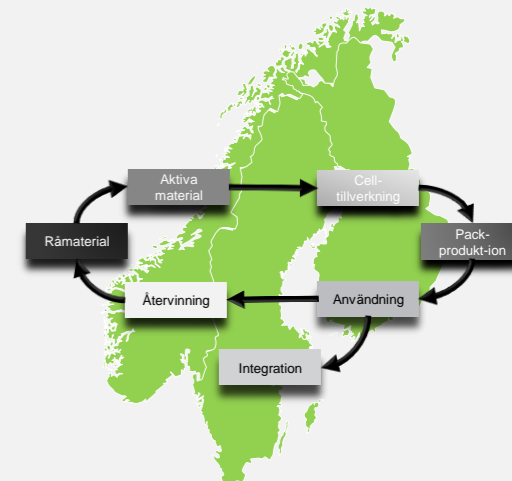 Aktiva
material
Cell-
tillverkning
Råmaterial
Pack-
produkt-ion
Återvinning
Användning
Integration